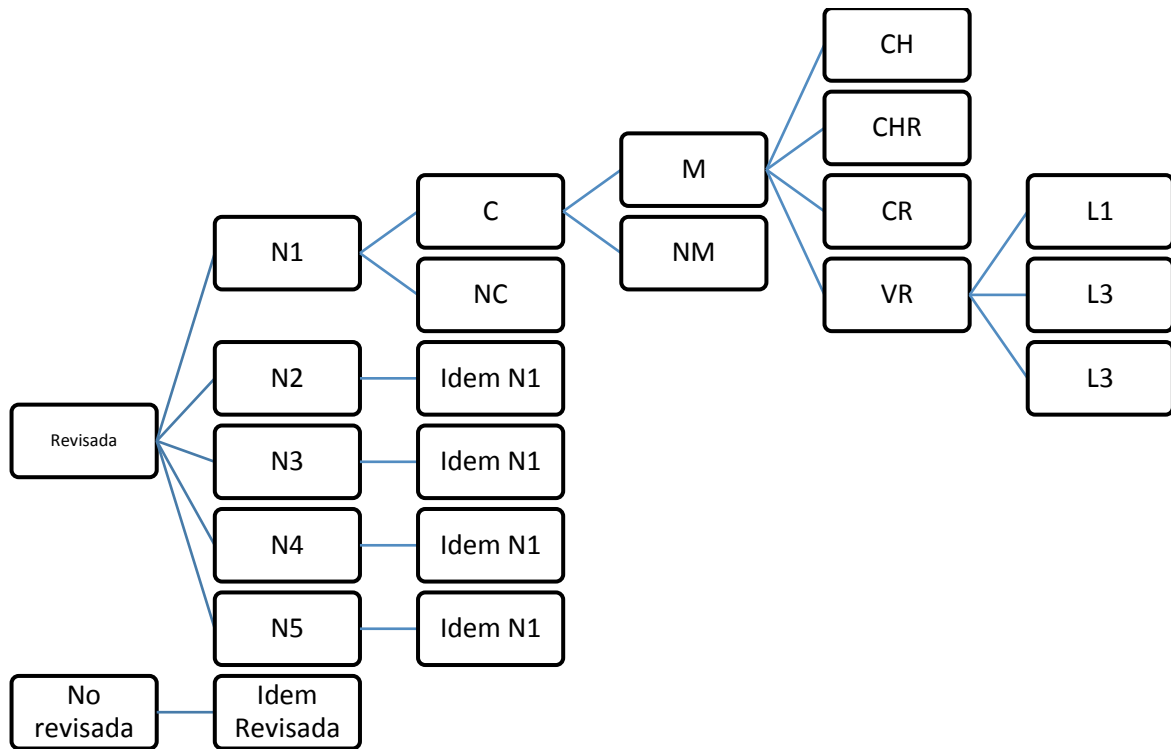 CH
CHR
M
C
CR
L1
N1
NM
NC
VR
L3
N2
Idem N1
L3
Revisada
N3
Idem N1
N4
Idem N1
N5
Idem N1
No
revisada
Idem
Revisada